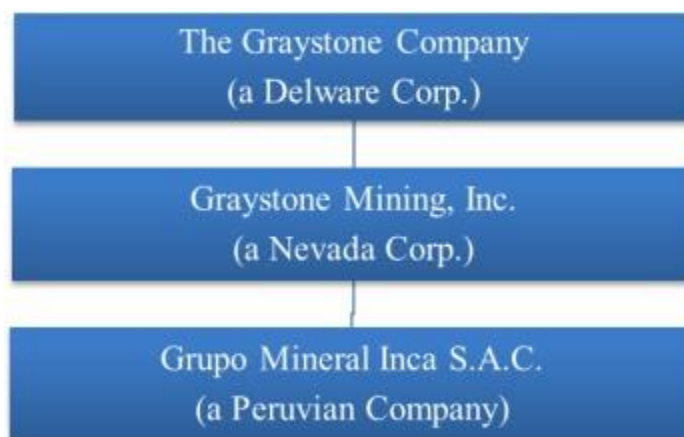 The Graystone Company
(a Delware Corp.)
Graystone Mining, Inc.
(a Nevada Corp.)
Grupo Mineral Inca S.A.C.
(a Peruvian Company)